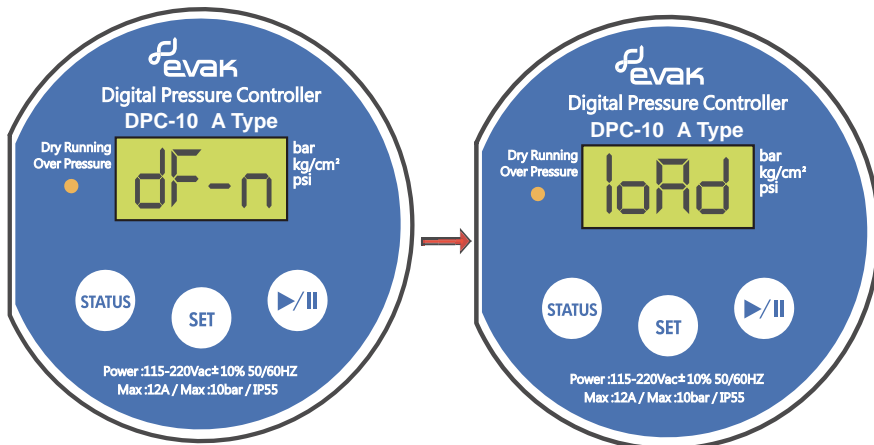 evak
Digital Pressure Controller
DPC-10 A Type
Dry Running
Over Pressure
dF-n
bar
kg/cm²
psi
STATUS
SET
▶/II
Power :115-220Vac±10% 50/60HZ
Max :12A / Max :10bar / IP55
evak
Digital Pressure Controller
DPC-10 A Type
Dry Running
Over Pressure
loAd
bar
kg/cm²
psi
STATUS
SET
▶/II
Power :115-220Vac±10% 50/60HZ
Max :12A / Max :10bar / IP55